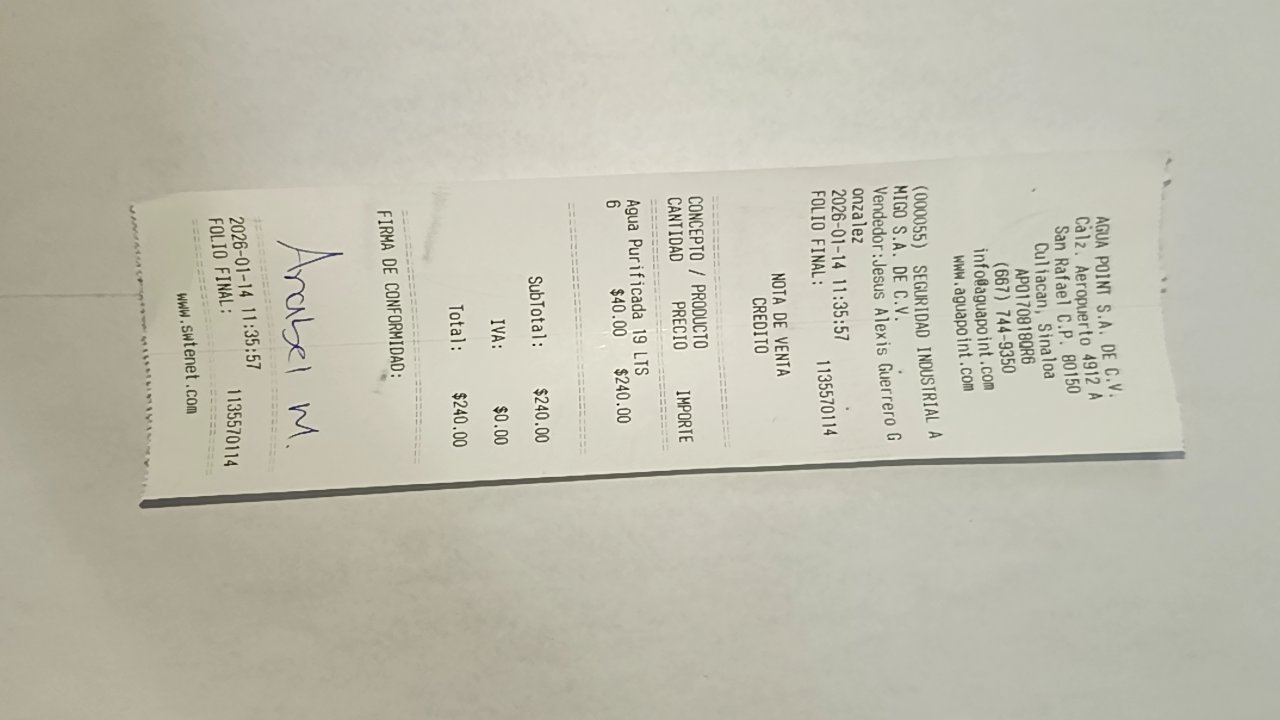 AGUA POINT S.A. DE C.V.
Calz. Aeropuerto 4912 A
San Rafael C.P. 80150
Culiacan, Sinaloa
APO170818QR6
(667) 744-9350
info@aguapoint.com
www.aguapoint.com
(000055) SEGURIDAD INDUSTRIAL A
MIGO S.A. DE C.V.
Vendedor:Jesus Alexis Guerrero G
onzalez
2026-01-14 11:35:57 1135570114
FOLIO FINAL:
NOTA DE VENTA
CREDITO
CONCEPTO / PRODUCTO
CANTIDAD PRECIO IMPORTE
Agua Purificada 19 LTS
6 $40.00 $240.00
SubTotal: $240.00
IVA: $0.00
Total: $240.00
FIRMA DE CONFORMIDAD:
Anabel M.
2026-01-14 11:35:57
FOLIO FINAL: 1135570114
www.swtenet.com